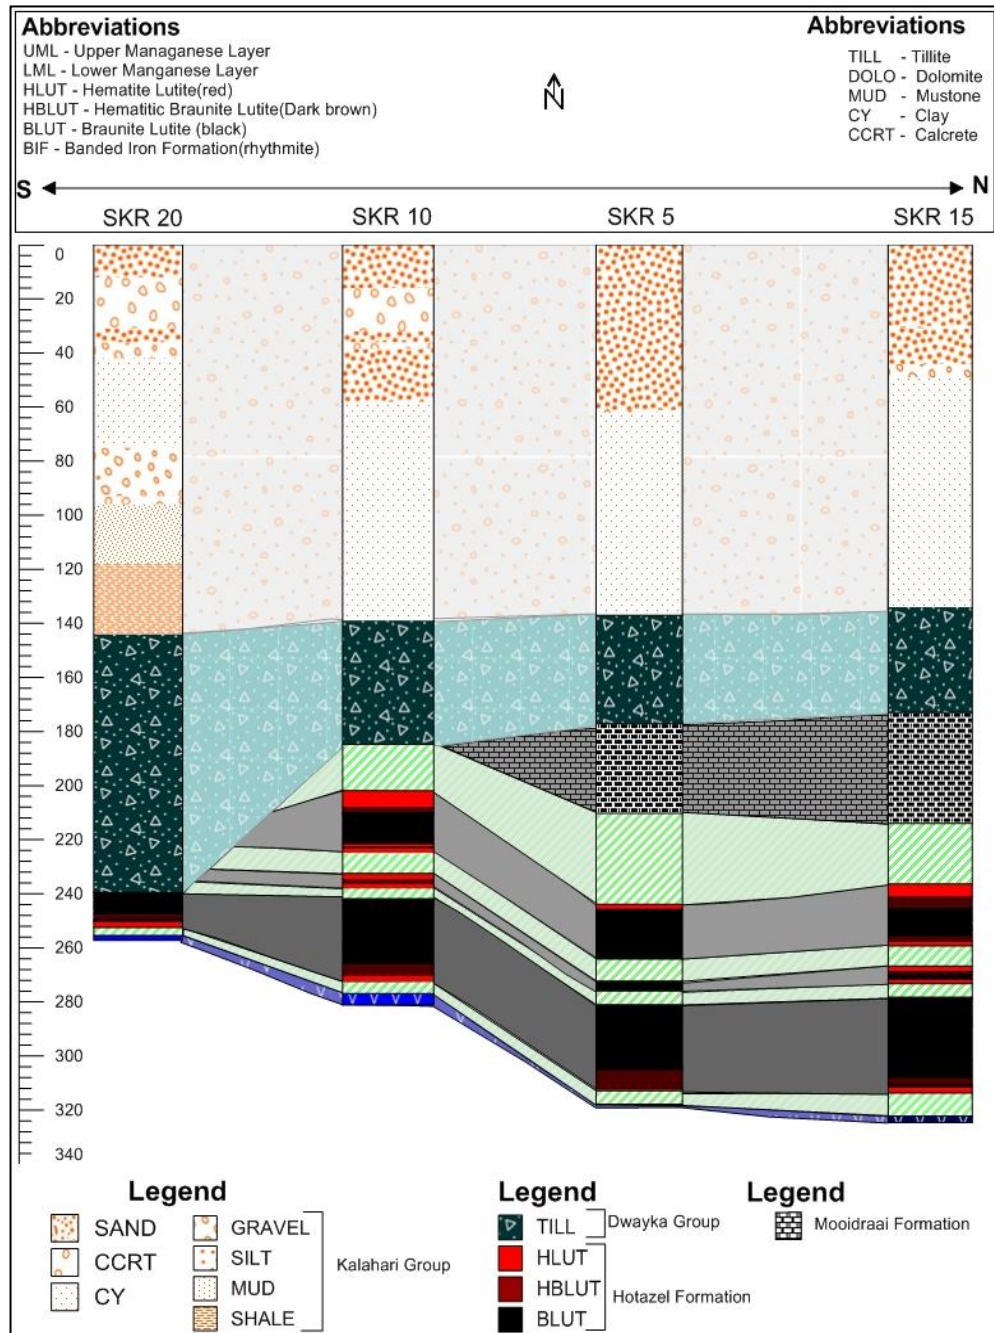 Abbreviations
UML - Upper Managanese Layer
LML - Lower Manganese Layer
HLUT - Hematite Lutite(red)
HBLUT - Hematitic Braunite Lutite(Dark brown)
BLUT - Braunite Lutite (black)
BIF - Banded Iron Formation(rhythmite)
N
Abbreviations
TILL - Tillite
DOLO - Dolomite
MUD - Mustone
CY - Clay
CCRT - Calcrete
S N
SKR 20 SKR 10 SKR 5 SKR 15
0
20
40
60
80
100
120
140
160
180
200
220
240
260
280
300
320
340
Legend
SAND
CCRT
CY
GRAVEL
SILT
MUD
SHALE
Kalahari Group
Legend
TILL
Dwayka Group
HLUT
HBLUT
BLUT
Hotazel Formation
Legend
Mooidraai Formation